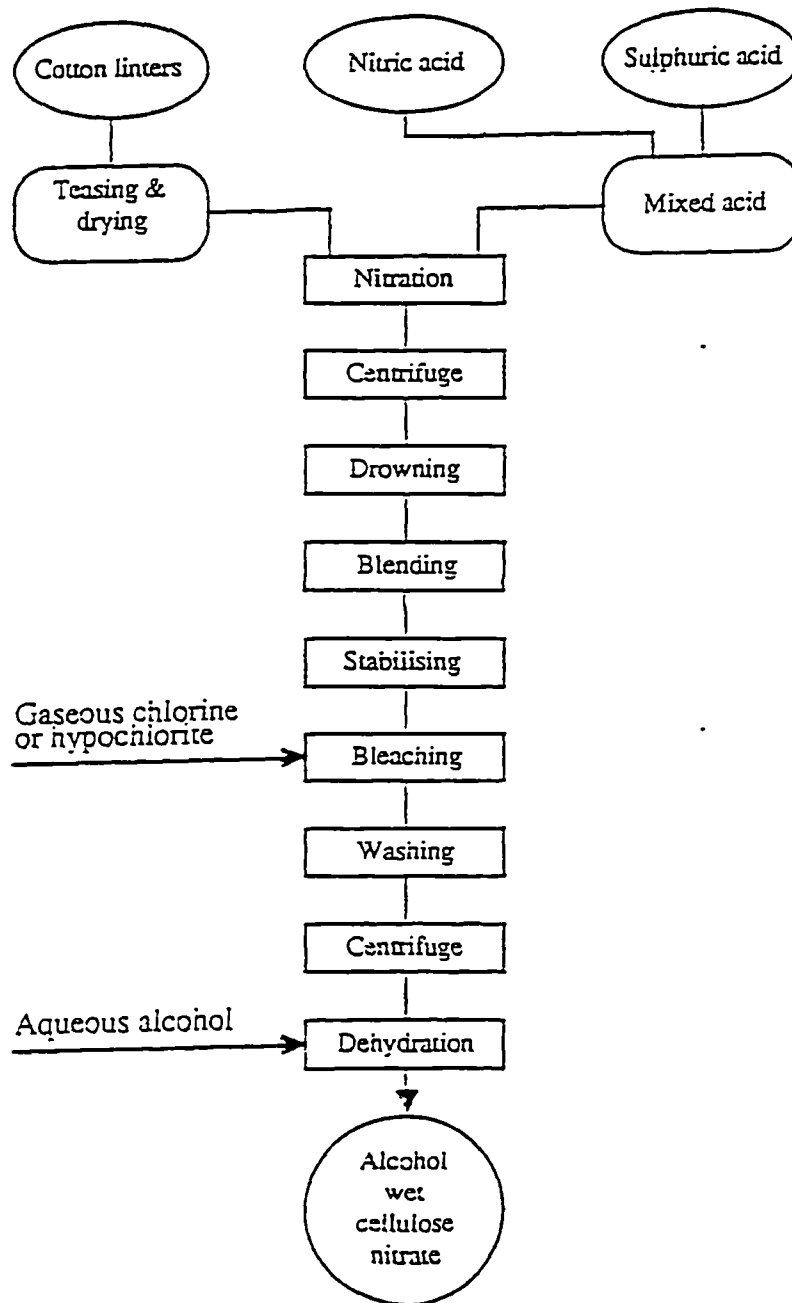 Cotton linters
Nitric acid
Sulphuric acid
Teasing &
drying
Mixed acid
Nitration
Centrifuge
Drowning
Blending
Stabilising
Gaseous chlorine
or hypochlorite
Bleaching
Washing
Centrifuge
Aqueous alcohol
Dehydration
Alcohol
wet
cellulose
nitrate